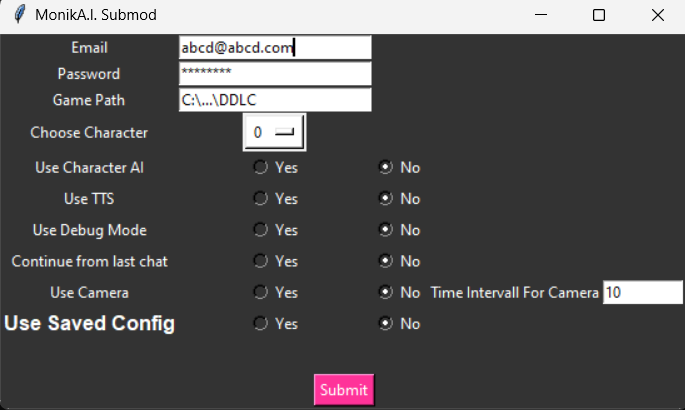 MonikA.I. Submod
Email abcd@abcd.com
Password ********
Game Path C:\...\DDLC
Choose Character 0
Use Character AI Yes No
Use TTS Yes No
Use Debug Mode Yes No
Continue from last chat Yes No
Use Camera Yes No Time Intervall For Camera 10
Use Saved Config Yes No
Submit